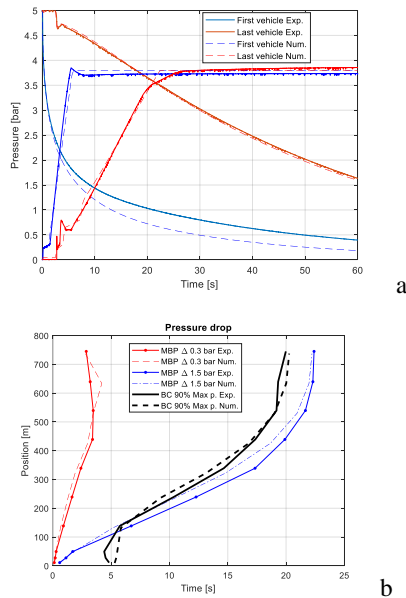 5
4.5
4
3.5
3
2.5
2
1.5
1
0.5
0
Pressure [bar]
First vehicle Exp.
Last vehicle Exp.
First vehicle Num.
Last vehicle Num.
0 10 20 30 40 50 60
Time [s]
a
Pressure drop
800
700
600
500
400
300
200
100
0
Position [m]
MBP Δ 0.3 bar Exp.
MBP Δ 0.3 bar Num.
MBP Δ 1.5 bar Exp.
MBP Δ 1.5 bar Num.
BC 90% Max p. Exp.
BC 90% Max p. Num.
0 5 10 15 20 25
Time [s]
b